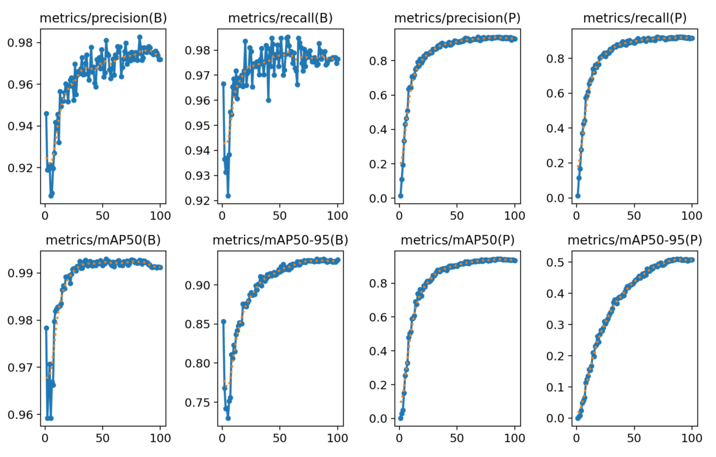 metrics/precision(B) metrics/recall(B) metrics/precision(P) metrics/recall(P)
0.98 0.96 0.94 0.92
0 50 100
0.98 0.97 0.96 0.95 0.94 0.93 0.92
0 50 100
0.8 0.6 0.4 0.2 0.0
0 50 100
0.8 0.6 0.4 0.2 0.0
0 50 100
metrics/mAP50(B) metrics/mAP50-95(B) metrics/mAP50(P) metrics/mAP50-95(P)
0.99 0.98 0.97 0.96
0 50 100
0.90 0.85 0.80 0.75
0 50 100
0.8 0.6 0.4 0.2 0.0
0 50 100
0.5 0.4 0.3 0.2 0.1 0.0
0 50 100